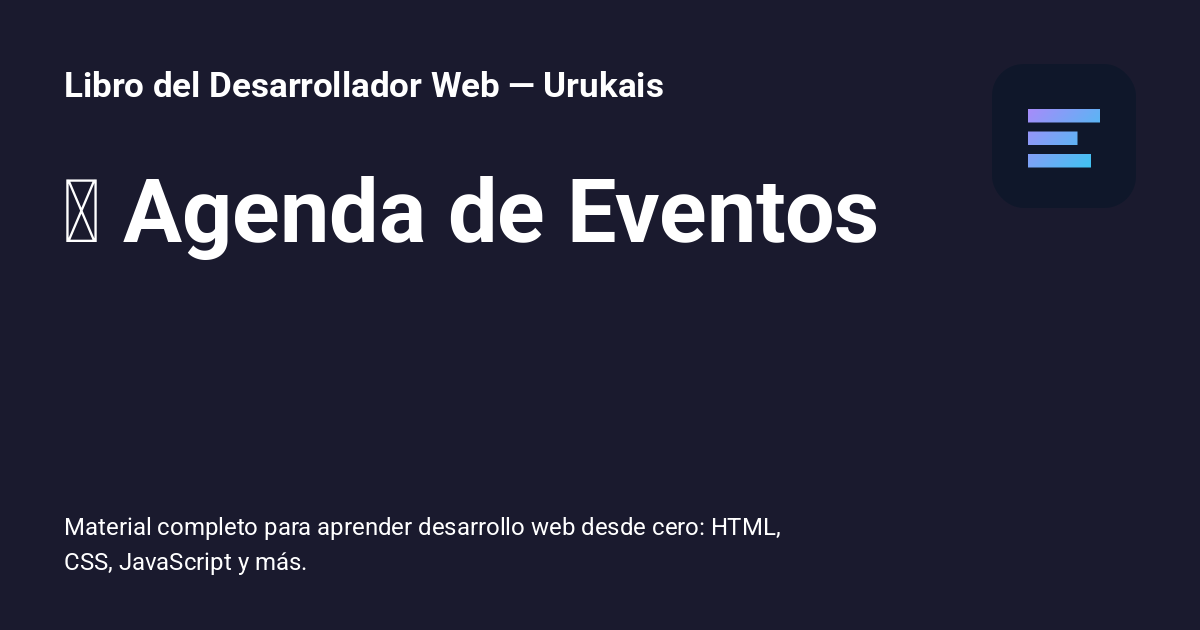 Libro del Desarrollador Web — Urukais
Agenda de Eventos
Material completo para aprender desarrollo web desde cero: HTML,
CSS, JavaScript y más.